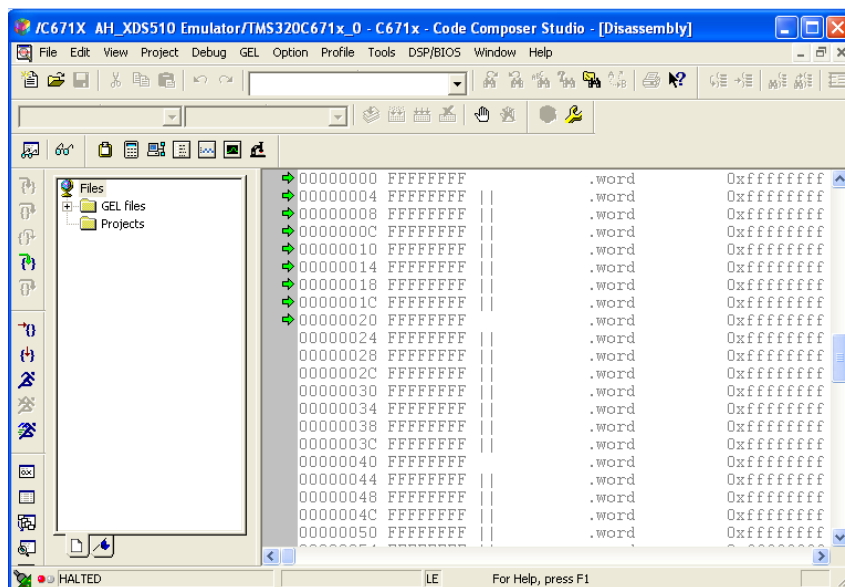 /C671X AH_XDS510 Emulator/TMS320C671x_0 - C671x - Code Composer Studio - [Disassembly]
File Edit View Project Debug GEL Option Profile Tools DSP/BIOS Window Help
Files
GEL files
Projects
00000000 FFFFFFFF .word 0xffffffff
00000004 FFFFFFFF || .word 0xffffffff
00000008 FFFFFFFF || .word 0xffffffff
0000000C FFFFFFFF || .word 0xffffffff
00000010 FFFFFFFF || .word 0xffffffff
00000014 FFFFFFFF || .word 0xffffffff
00000018 FFFFFFFF || .word 0xffffffff
0000001C FFFFFFFF || .word 0xffffffff
00000020 FFFFFFFF .word 0xffffffff
00000024 FFFFFFFF || .word 0xffffffff
00000028 FFFFFFFF || .word 0xffffffff
0000002C FFFFFFFF || .word 0xffffffff
00000030 FFFFFFFF || .word 0xffffffff
00000034 FFFFFFFF || .word 0xffffffff
00000038 FFFFFFFF || .word 0xffffffff
0000003C FFFFFFFF || .word 0xffffffff
00000040 FFFFFFFF .word 0xffffffff
00000044 FFFFFFFF || .word 0xffffffff
00000048 FFFFFFFF || .word 0xffffffff
0000004C FFFFFFFF || .word 0xffffffff
00000050 FFFFFFFF || .word 0xffffffff
HALTED LE For Help, press F1